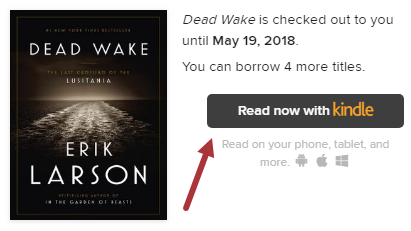 #1 NEW YORK TIMES BESTSELLER
DEAD WAKE
THE LAST CROSSING OF THE
LUSITANIA
ERIK
LARSON
BESTSELLING AUTHOR OF
IN THE GARDEN OF BEASTS
Dead Wake is checked out to you
until May 19, 2018.
You can borrow 4 more titles.
Read now with kindle
Read on your phone, tablet, and
more.